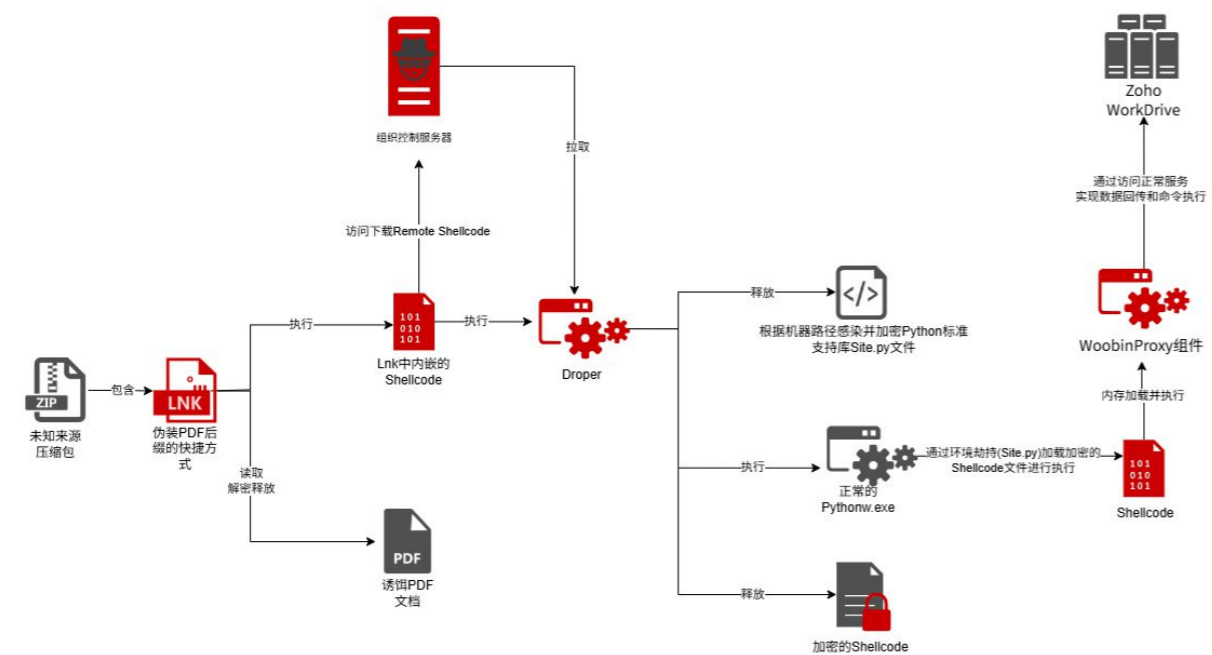 Zoho
WorkDrive
组织控制服务器
拉取
通过访问正常服务
实现数据回传和命令执行
访问下载Remote Shellcode
释放
</>
根据机器路径感染并加密Python标准
支持库Site.py文件
WoobinProxy组件
执行
101
010
101
执行
Lnk中内嵌的
Shellcode
Droper
ZIP
包含
LNK
未知来源
压缩包
伪装PDF后
缀的快捷方
式
内存加载并执行
读取
解密释放
执行
正常的
Pythonw.exe
通过环境劫持(Site.py)加载加密的
Shellcode文件进行执行
101
010
101
Shellcode
PDF
诱饵PDF
文档
释放
加密的Shellcode